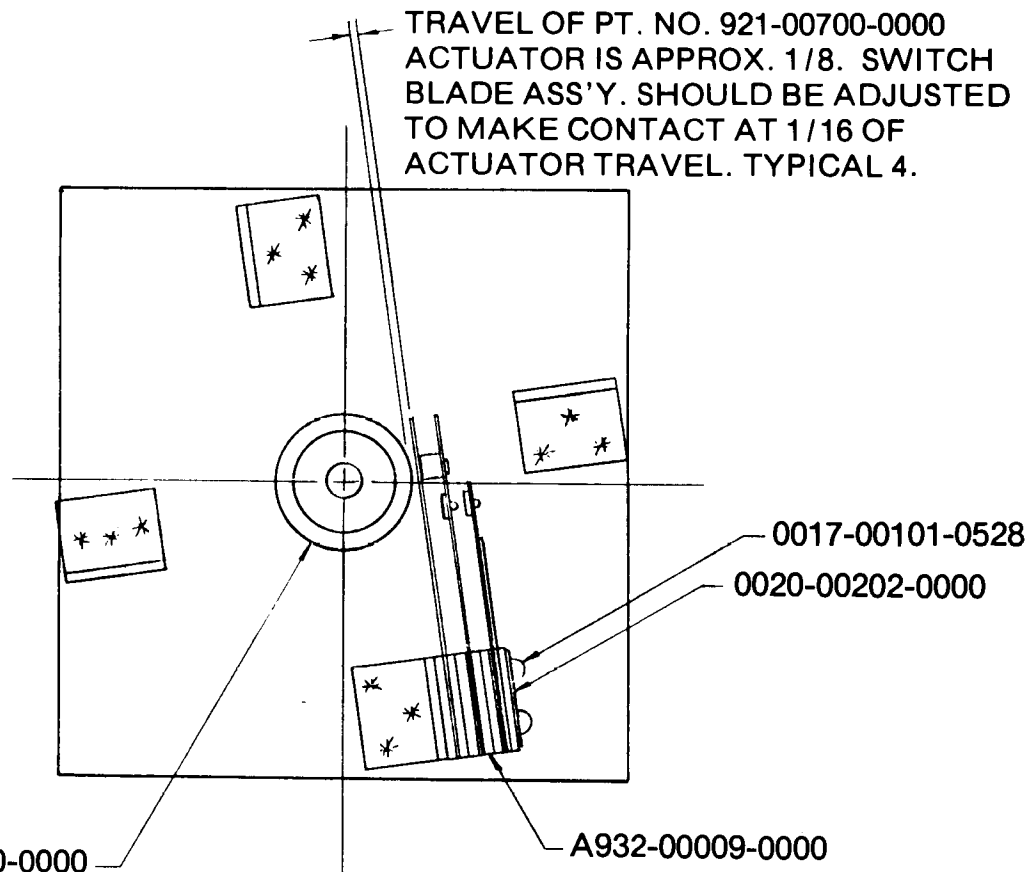 TRAVEL OF PT. NO. 921-00700-0000
ACTUATOR IS APPROX. 1/8. SWITCH
BLADE ASS'Y. SHOULD BE ADJUSTED
TO MAKE CONTACT AT 1/16 OF
ACTUATOR TRAVEL. TYPICAL 4.
0017-00101-0528
0020-00202-0000
A932-00009-0000
0-0000